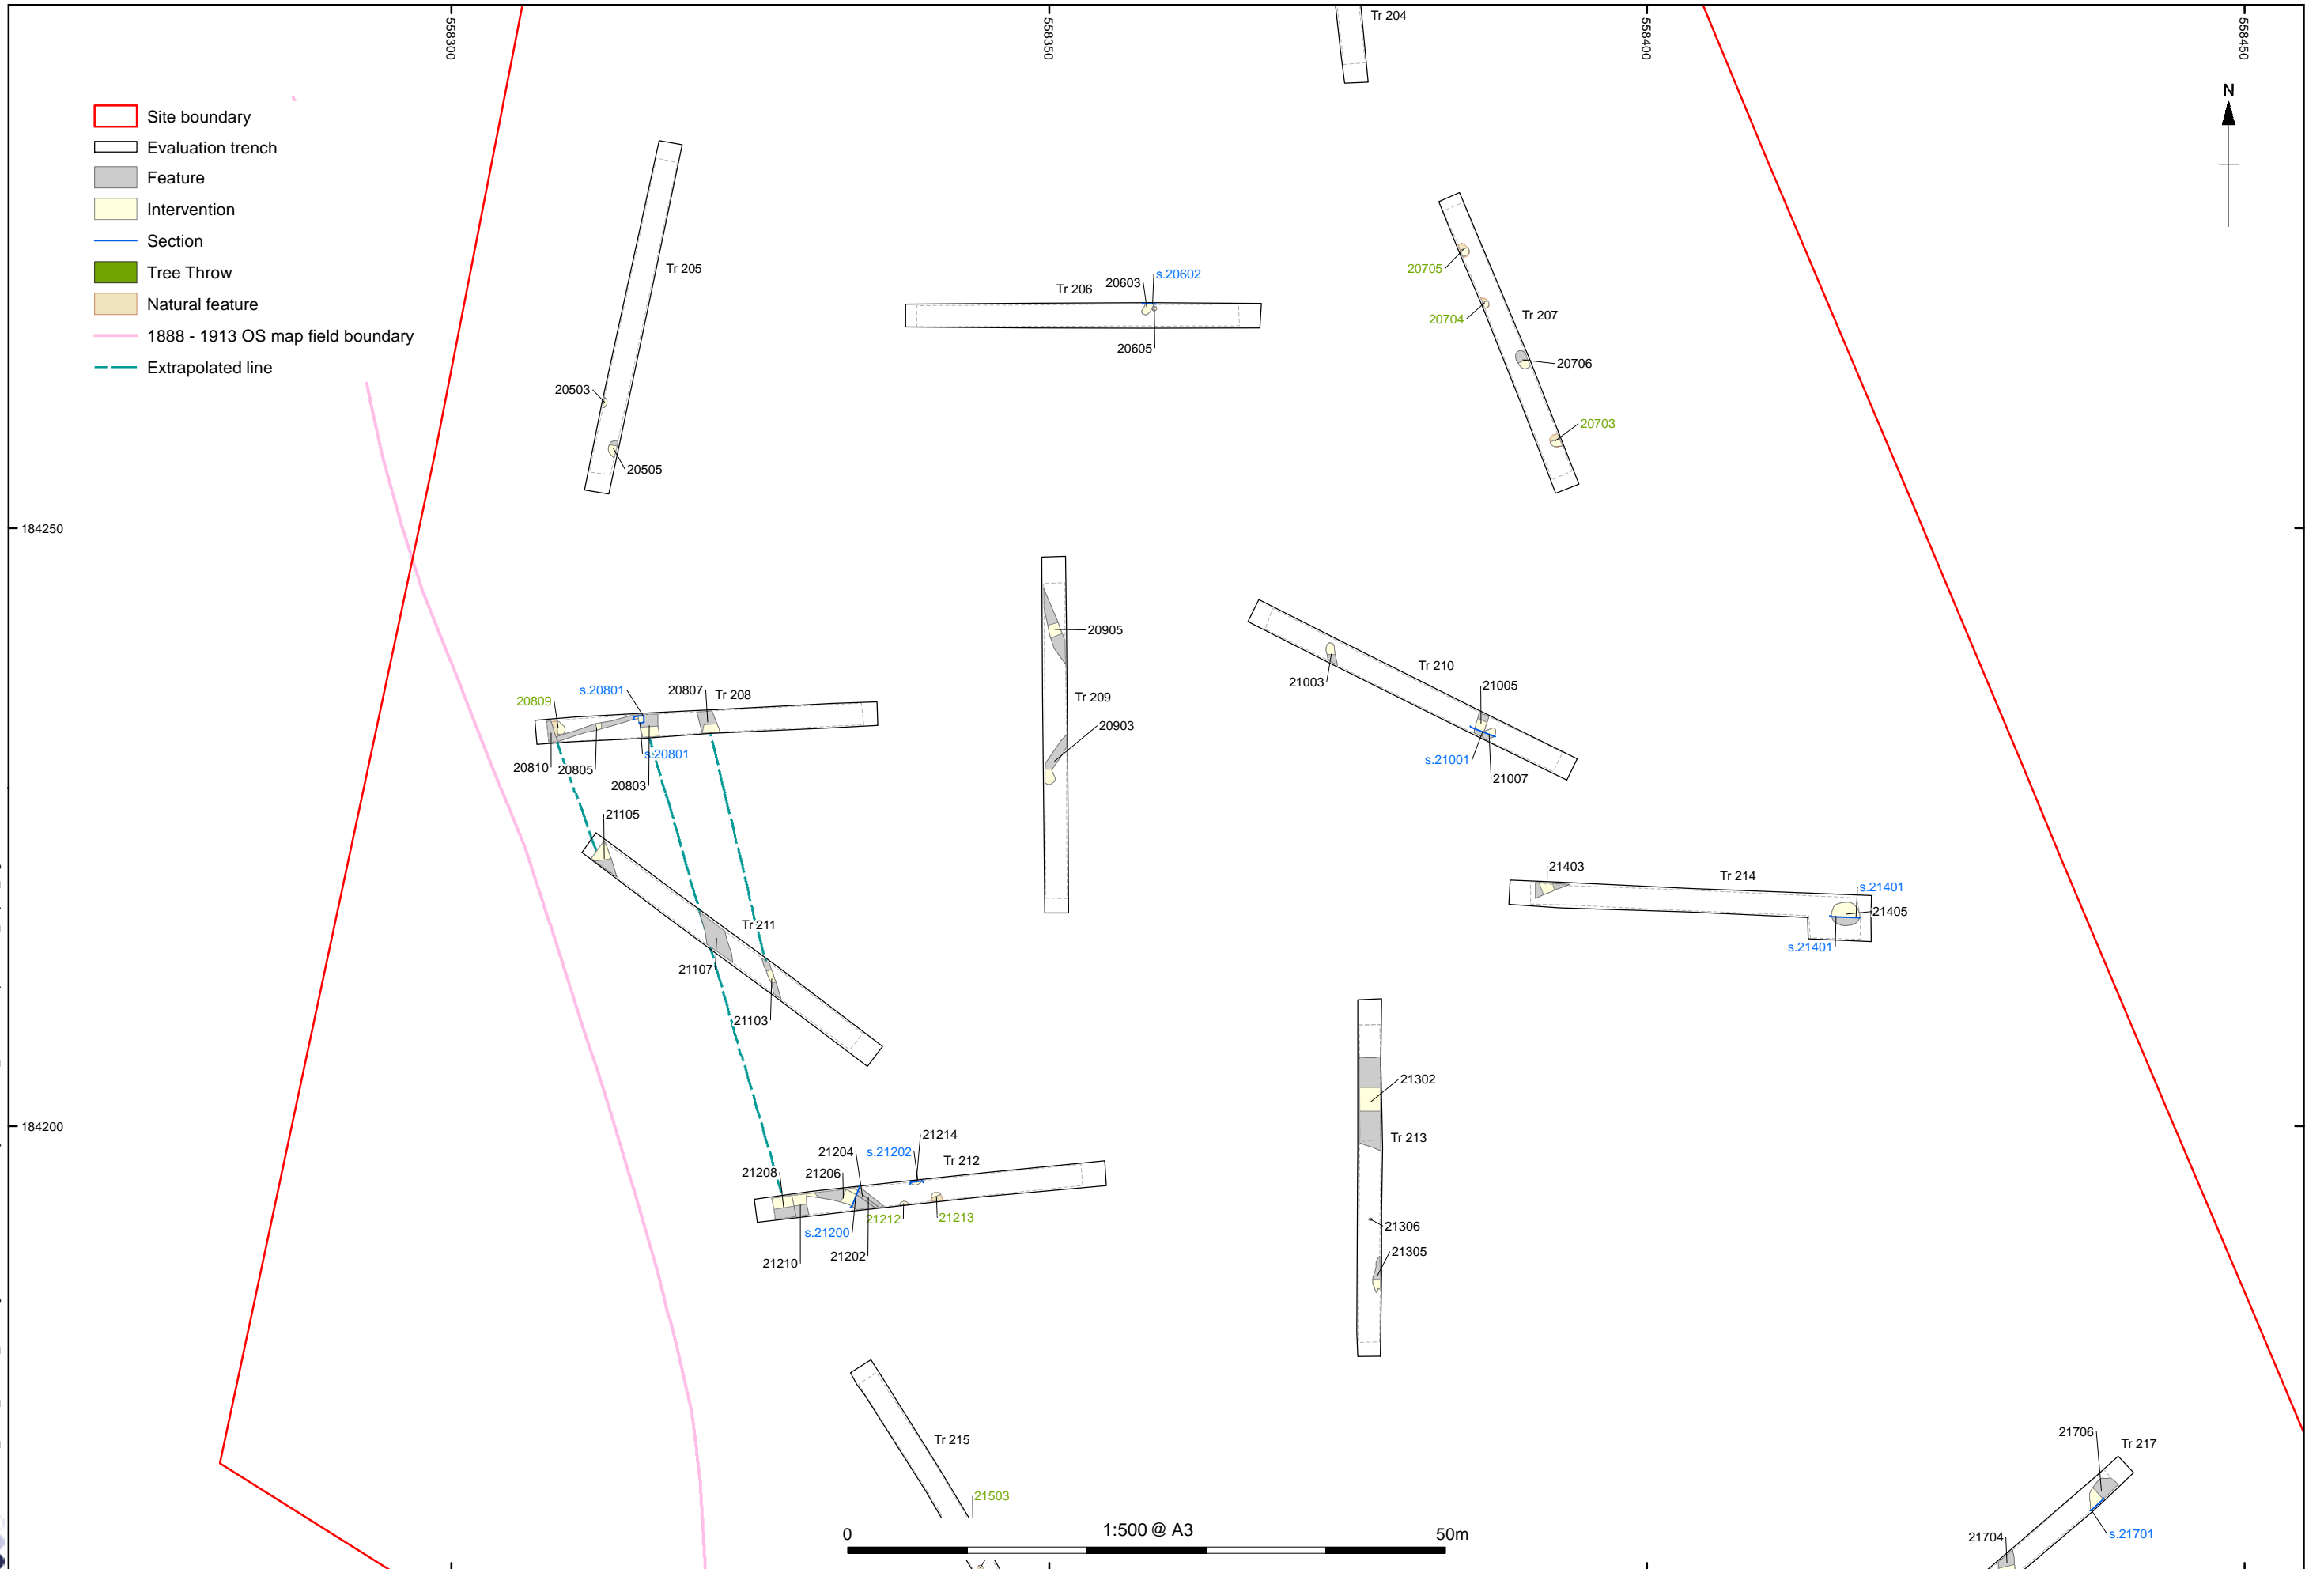 558300
558350
Tr 204
558400
558450
N
Site boundary
Evaluation trench
Feature
Intervention
Section
Tree Throw
Natural feature
1888 - 1913 OS map field boundary
Extrapolated line
Tr 205
20503
20505
Tr 206
20603
s.20602
20605
20705
20704
Tr 207
20706
20703
184250
20905
Tr 209
20903
Tr 210
21003
21005
s.21001
21007
20809
s.20801
20807
Tr 208
20810
20805
s.20801
20803
21105
Tr 211
21107
21103
21403
Tr 214
s.21401
21405
s.21401
184200
21302
Tr 213
21306
21305
21214
21204
s.21202
Tr 212
21208
21206
21212
21213
s.21200
21202
21210
Tr 215
21503
21706
Tr 217
21704
s.21701
0
1:500 @ A3
50m